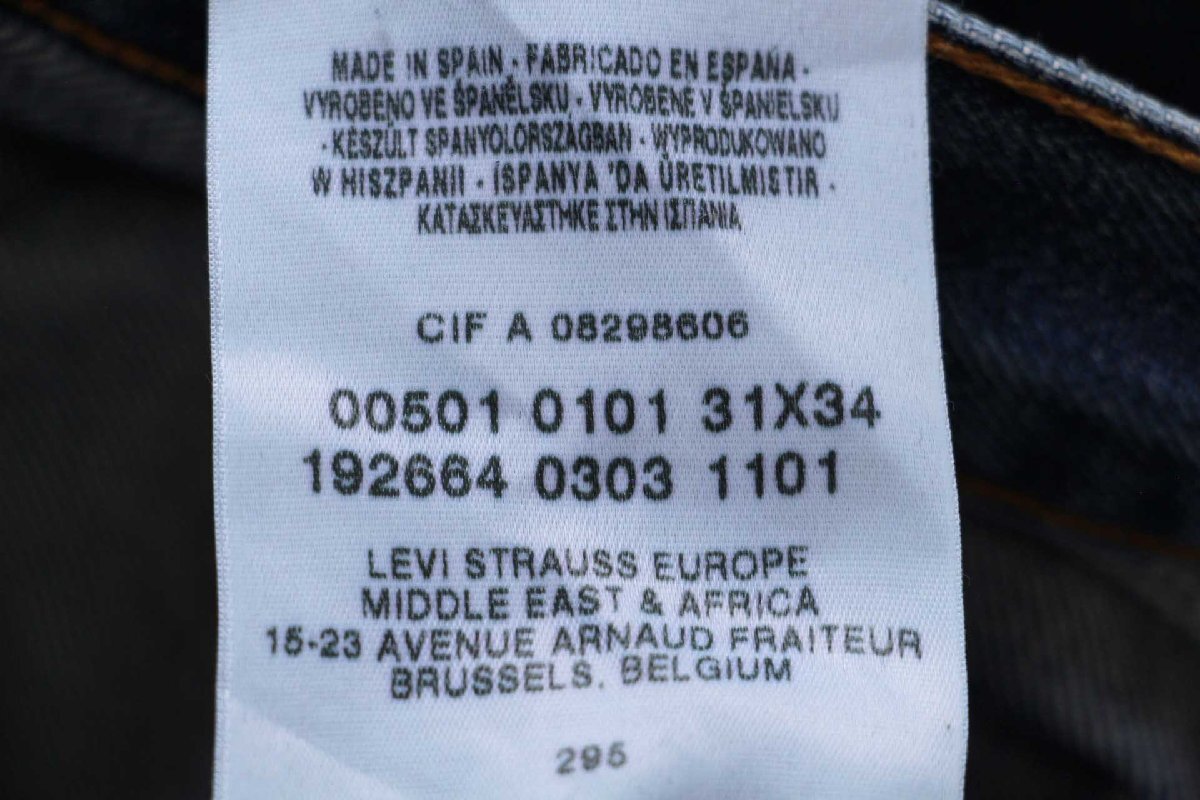 MADE IN SPAIN · FABRICADO EN ESPAÑA ·
VYROBENO VE ŠPANĚLSKU · VYROBENÉ V ŠPANIELSKU
· KÉSZÜLT SPANYOLORSZÁGBAN · WYPRODUKOWANO
W HISZPANII · İSPANYA 'DA ÜRETILMISTIR ·
ΚΑΤΑΣΚΕΥΑΣΤΗΚΕ ΣΤΗΝ ΙΣΠΑΝΙΑ
CIF A 08298606
00501 0101 31X34
192664 0303 1101
LEVI STRAUSS EUROPE
MIDDLE EAST & AFRICA
15-23 AVENUE ARNAUD FRAITEUR
BRUSSELS. BELGIUM
295